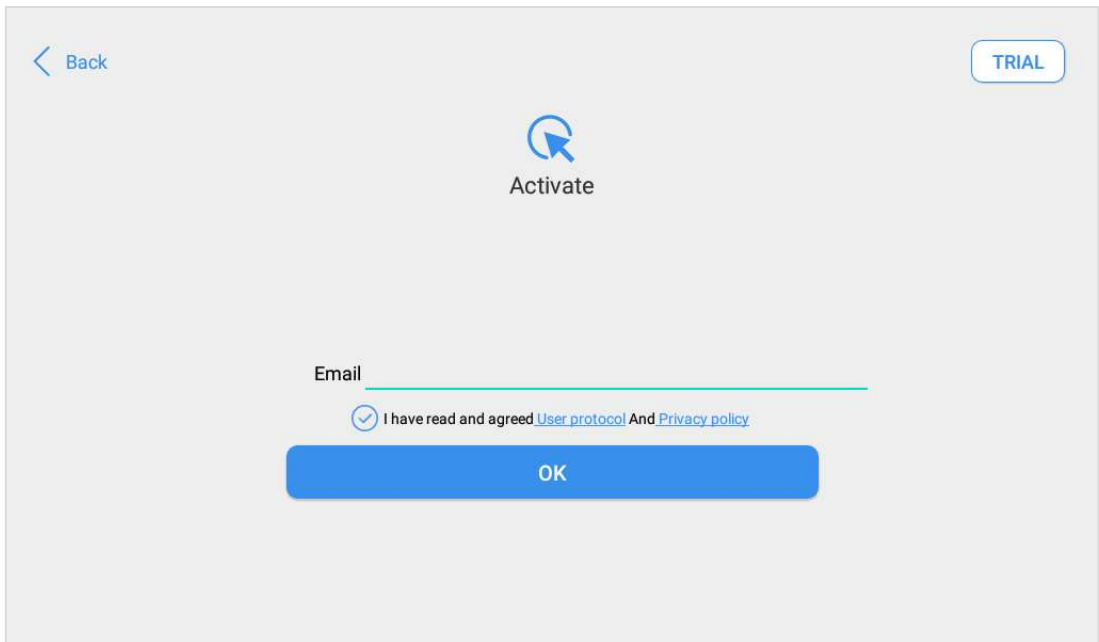 Back
TRIAL
Activate
Email
I have read and agreed User protocol And Privacy policy
OK